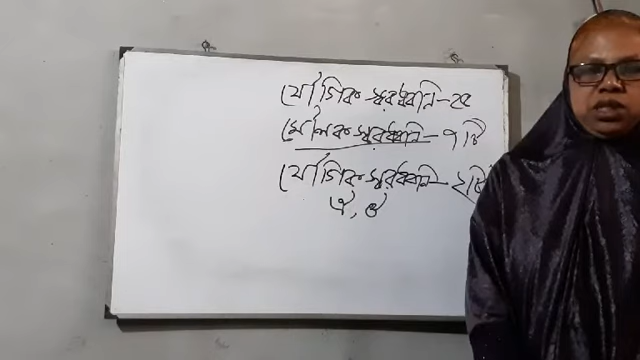 যৌগিক স্বরধ্বনি-২৫
মৌলিক স্বরধ্বনি-৭টি
যৌগিক স্বরধ্বনি-২টি
ঐ, ঔ